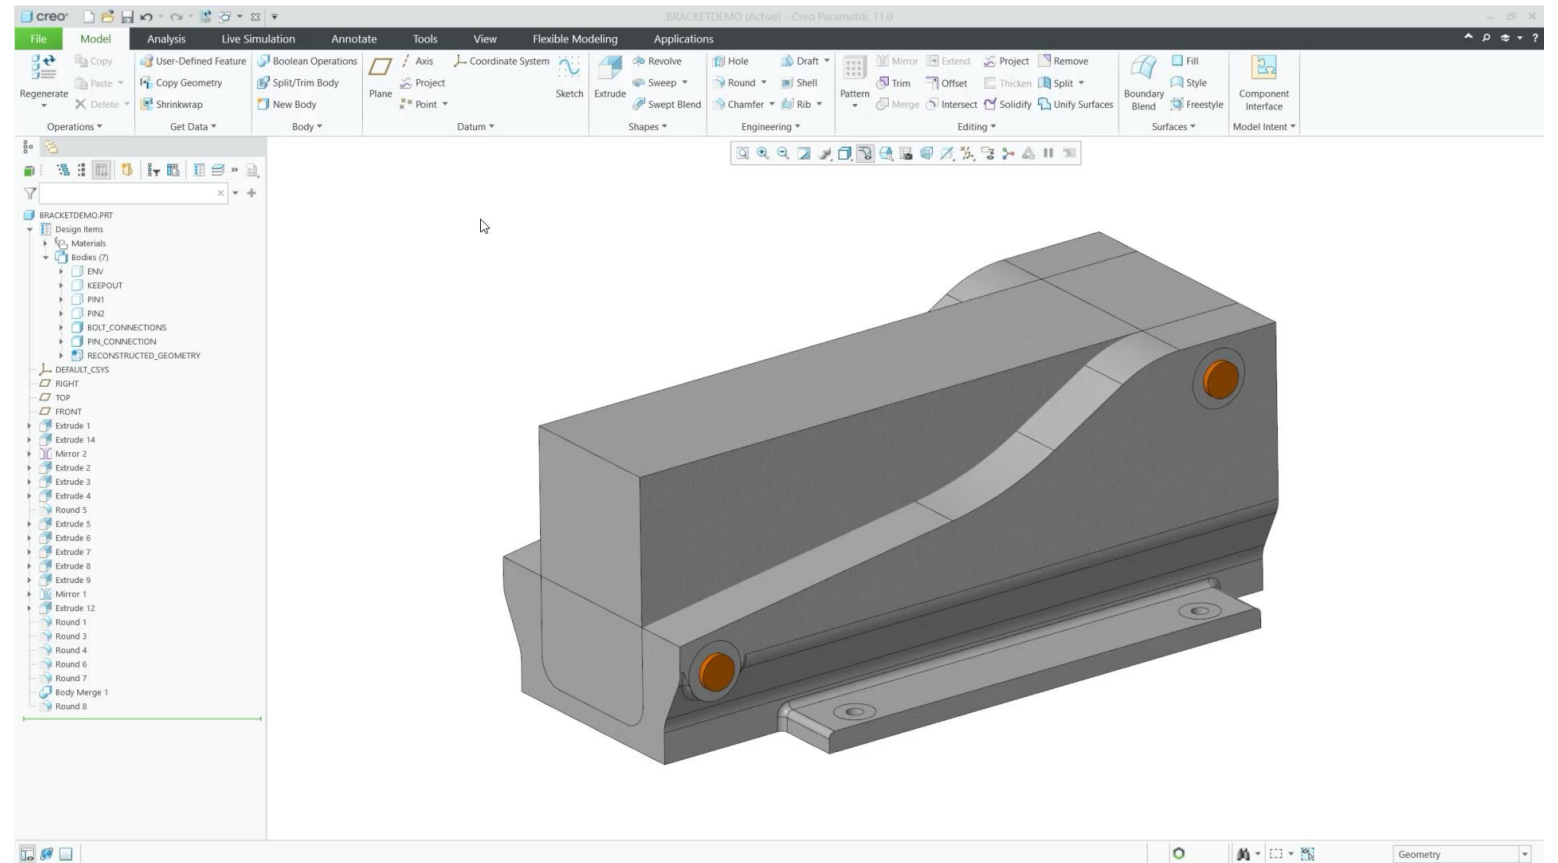 creo
BRACKETDEMO (Active) - Creo Parametric 11.0
File Model Analysis Live Simulation Annotate Tools View Flexible Modeling Applications
Copy User-Defined Feature Boolean Operations Axis Coordinate System Revolve Hole Draft Mirror Extend Project Remove Fill
Paste Copy Geometry Split/Trim Body Project Sweep Round Shell Trim Offset Thicken Split Style
Regenerate Plane Sketch Extrude Pattern Boundary Blend Component Interface
Delete Shrinkwrap New Body Point Swept Blend Chamfer Rib Merge Intersect Solidify Unify Surfaces Freestyle
Operations Get Data Body Datum Shapes Engineering Editing Surfaces Model Intent
BRACKETDEMO.PRT
Design Items
Materials
Bodies (7)
ENV
KEEPOUT
PIN1
PIN2
BOLT_CONNECTIONS
PIN_CONNECTION
RECONSTRUCTED_GEOMETRY
DEFAULT_CSYS
RIGHT
TOP
FRONT
Extrude 1
Extrude 14
Mirror 2
Extrude 2
Extrude 3
Extrude 4
Round 5
Extrude 5
Extrude 6
Extrude 7
Extrude 8
Extrude 9
Mirror 1
Extrude 12
Round 1
Round 3
Round 4
Round 6
Round 7
Body Merge 1
Round 8
Geometry